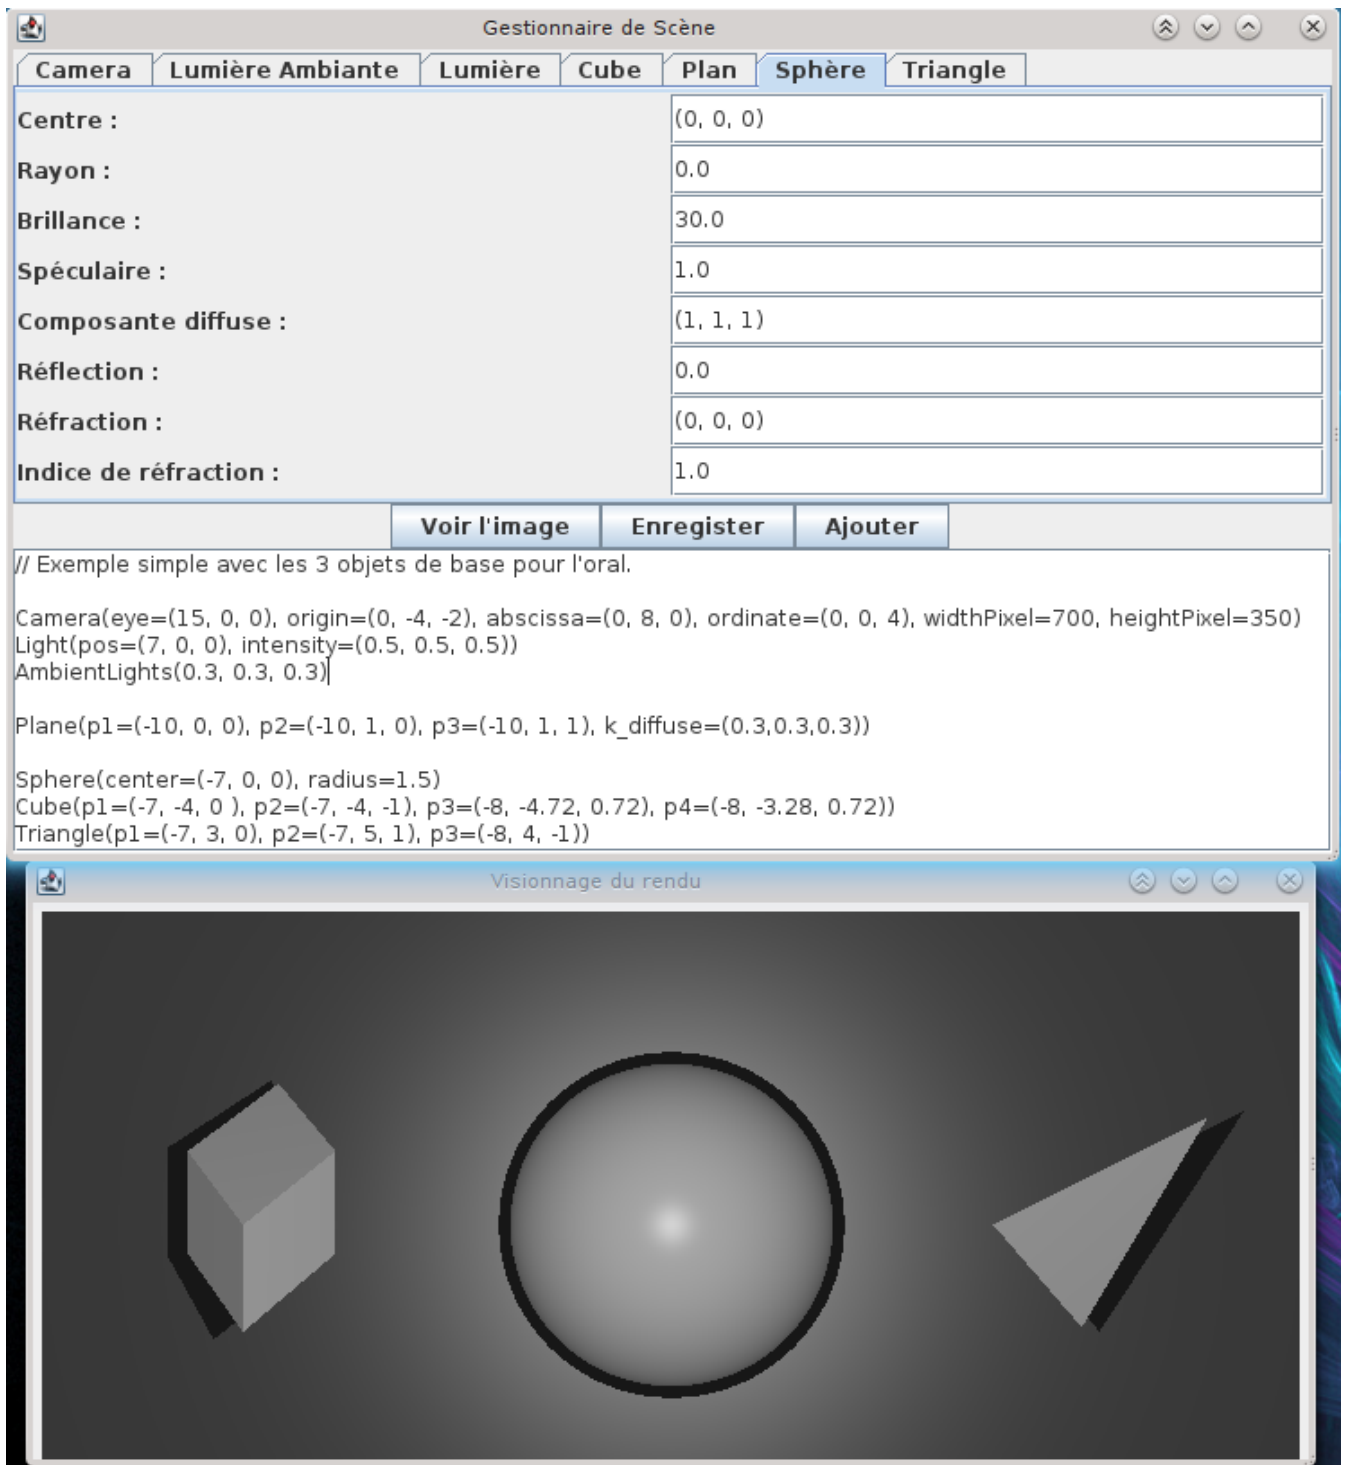 Gestionnaire de Scène
Camera Lumière Ambiante Lumière Cube Plan Sphère Triangle
Centre : (0, 0, 0)
Rayon : 0.0
Brillance : 30.0
Spéculaire : 1.0
Composante diffuse : (1, 1, 1)
Réflection : 0.0
Réfraction : (0, 0, 0)
Indice de réfraction : 1.0
Voir l'image Enregister Ajouter
// Exemple simple avec les 3 objets de base pour l'oral.
Camera(eye=(15, 0, 0), origin=(0, -4, -2), abscissa=(0, 8, 0), ordinate=(0, 0, 4), widthPixel=700, heightPixel=350)
Light(pos=(7, 0, 0), intensity=(0.5, 0.5, 0.5))
AmbientLights(0.3, 0.3, 0.3)
Plane(p1=(-10, 0, 0), p2=(-10, 1, 0), p3=(-10, 1, 1), k_diffuse=(0.3,0.3,0.3))
Sphere(center=(-7, 0, 0), radius=1.5)
Cube(p1=(-7, -4, 0 ), p2=(-7, -4, -1), p3=(-8, -4.72, 0.72), p4=(-8, -3.28, 0.72))
Triangle(p1=(-7, 3, 0), p2=(-7, 5, 1), p3=(-8, 4, -1))
Visionnage du rendu